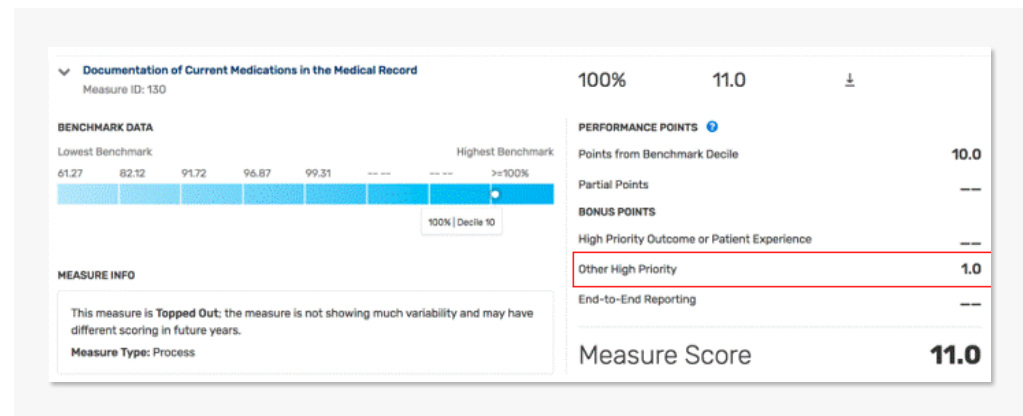 Documentation of Current Medications in the Medical Record
Measure ID: 130
100% 11.0
BENCHMARK DATA
Lowest Benchmark Highest Benchmark
61.27 82.12 91.72 96.87 99.31 -- -- -- -- >=100%
100% | Decile 10
MEASURE INFO
This measure is Topped Out; the measure is not showing much variability and may have
different scoring in future years.
Measure Type: Process
PERFORMANCE POINTS ?
Points from Benchmark Decile 10.0
Partial Points --
BONUS POINTS
High Priority Outcome or Patient Experience --
Other High Priority 1.0
End-to-End Reporting --
Measure Score 11.0